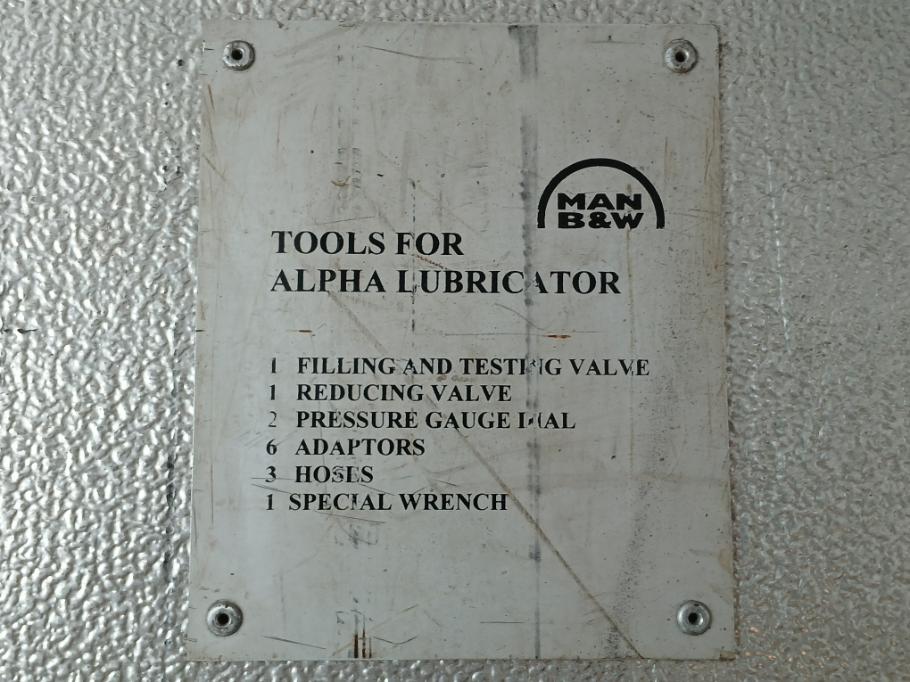 MAN
B&W
TOOLS FOR
ALPHA LUBRICATOR
1 FILLING AND TESTING VALVE
1 REDUCING VALVE
2 PRESSURE GAUGE DIAL
6 ADAPTORS
3 HOSES
1 SPECIAL WRENCH